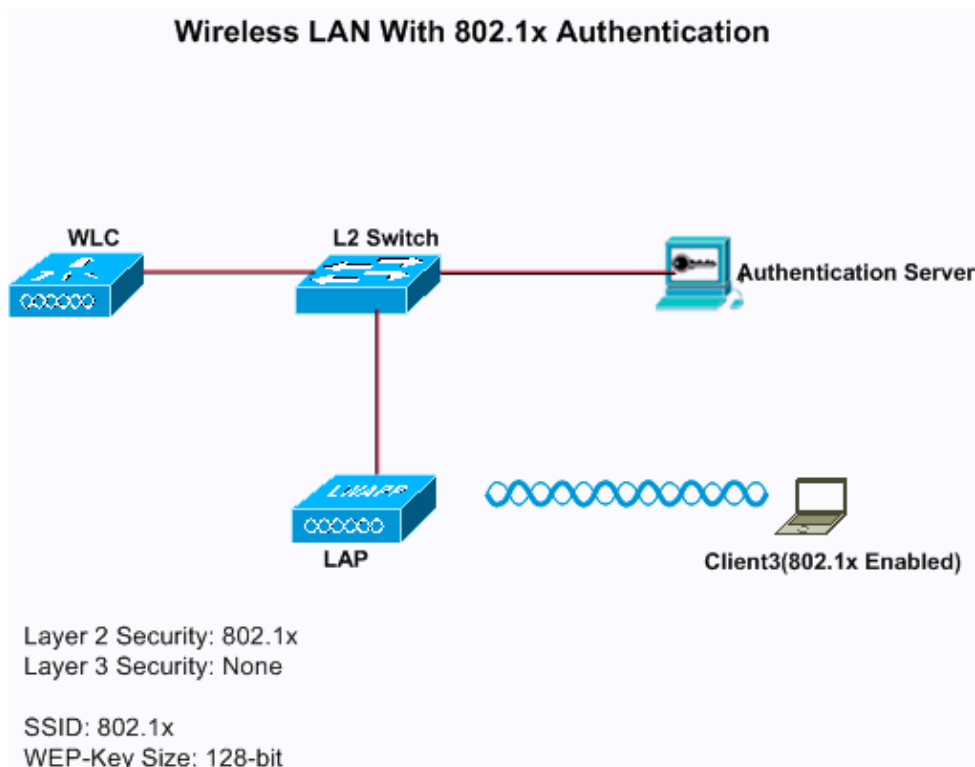 Wireless LAN With 802.1x Authentication
WLC
L2 Switch
Authentication Server
LWAPP
LAP
Client3(802.1x Enabled)
Layer 2 Security: 802.1x
Layer 3 Security: None
SSID: 802.1x
WEP-Key Size: 128-bit